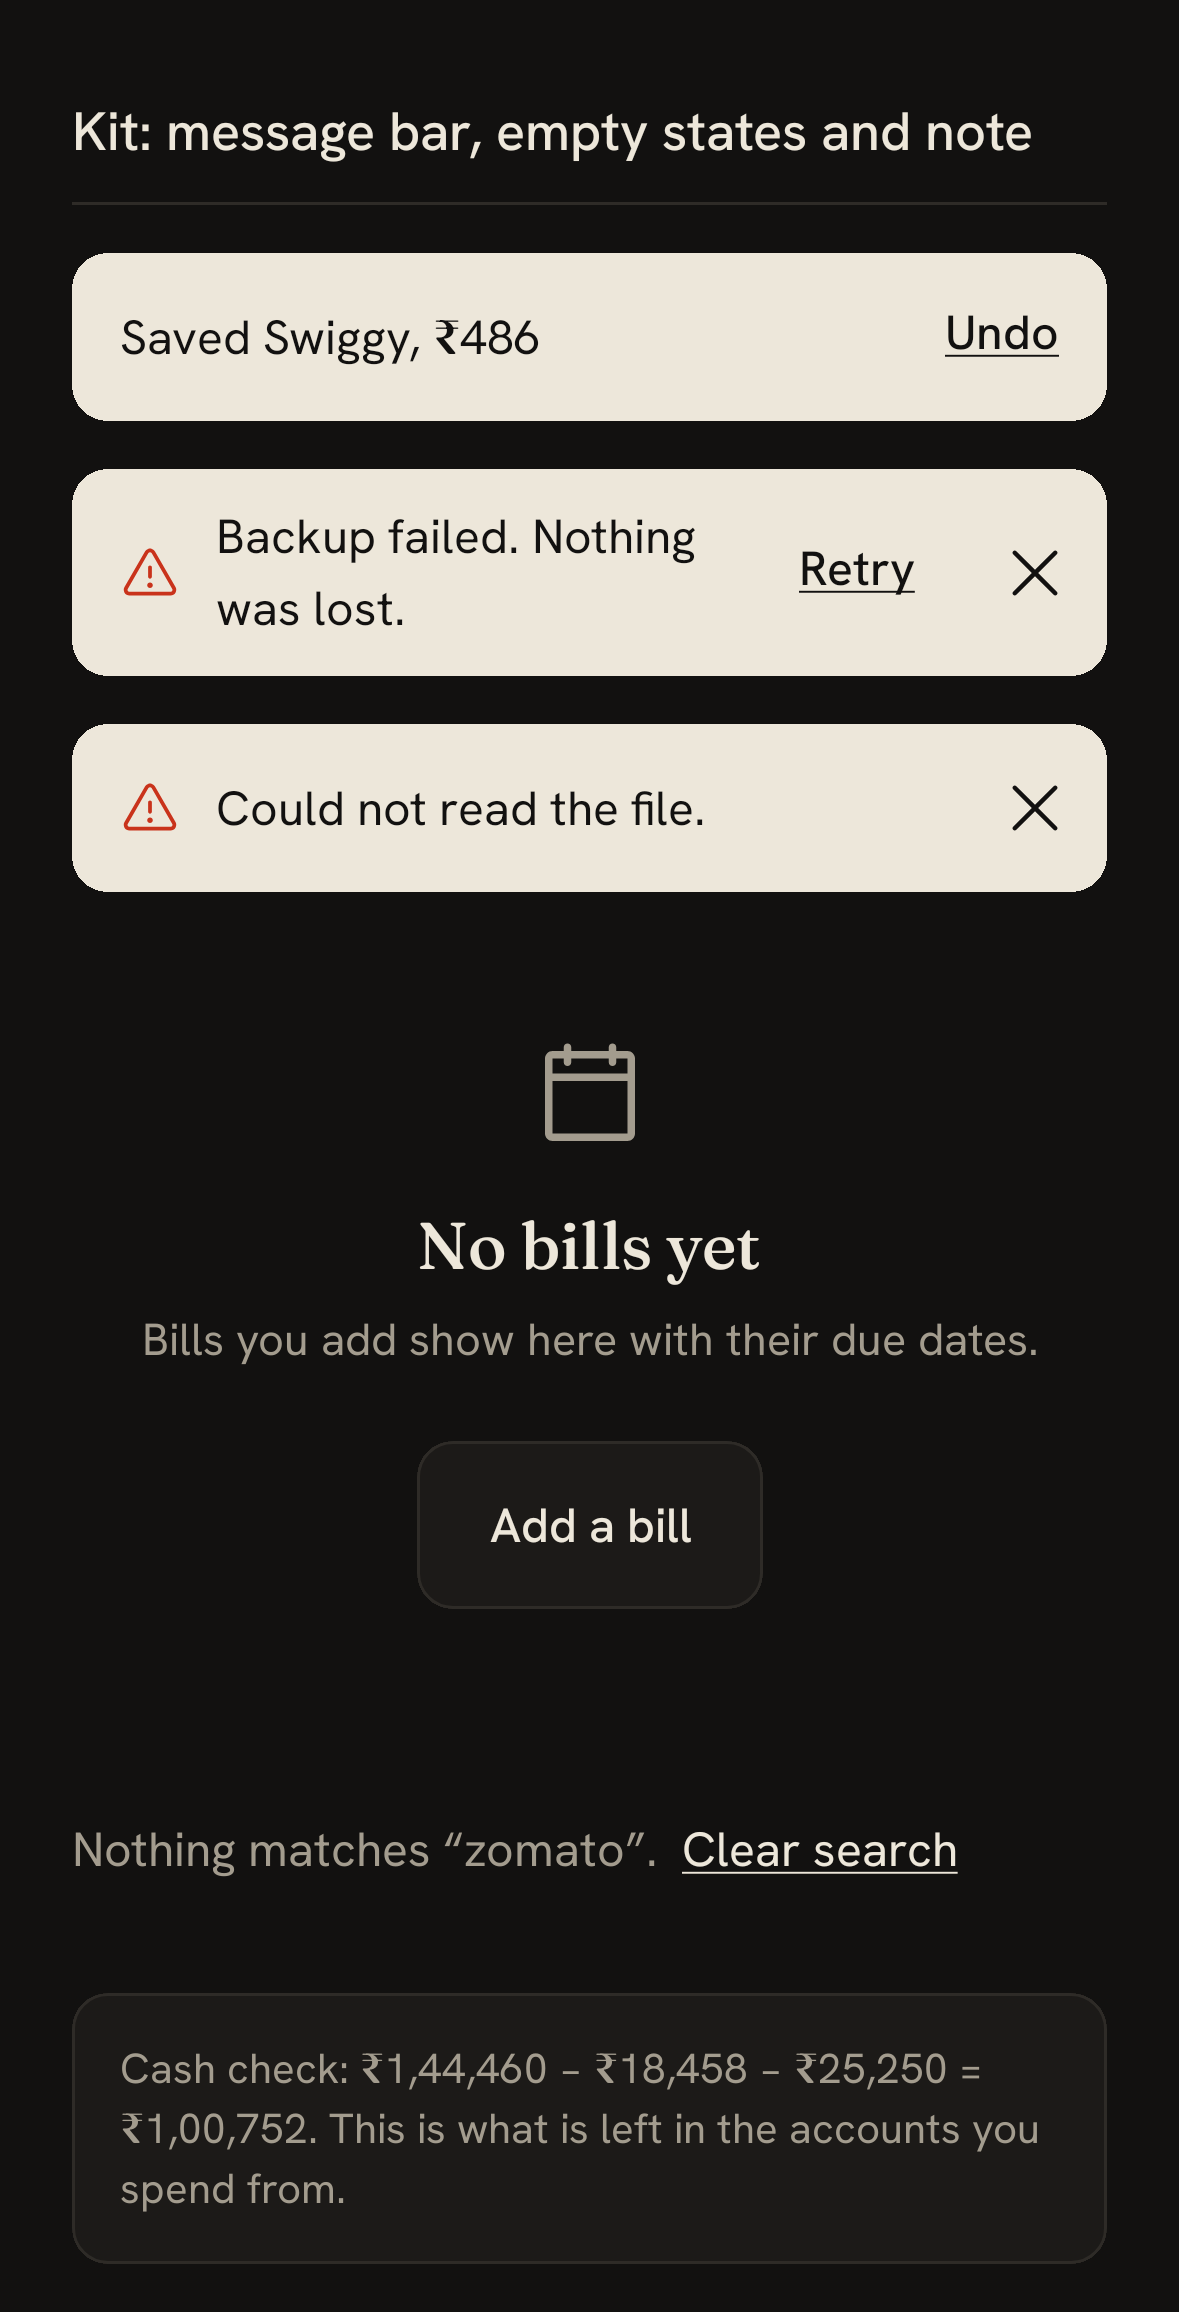 Kit: message bar, empty states and note
Saved Swiggy, ₹486 Undo
Backup failed. Nothing
was lost.
Retry
Could not read the file.
No bills yet
Bills you add show here with their due dates.
Add a bill
Nothing matches “zomato”. Clear search
Cash check: ₹1,44,460 – ₹18,458 – ₹25,250 =
₹1,00,752. This is what is left in the accounts you
spend from.